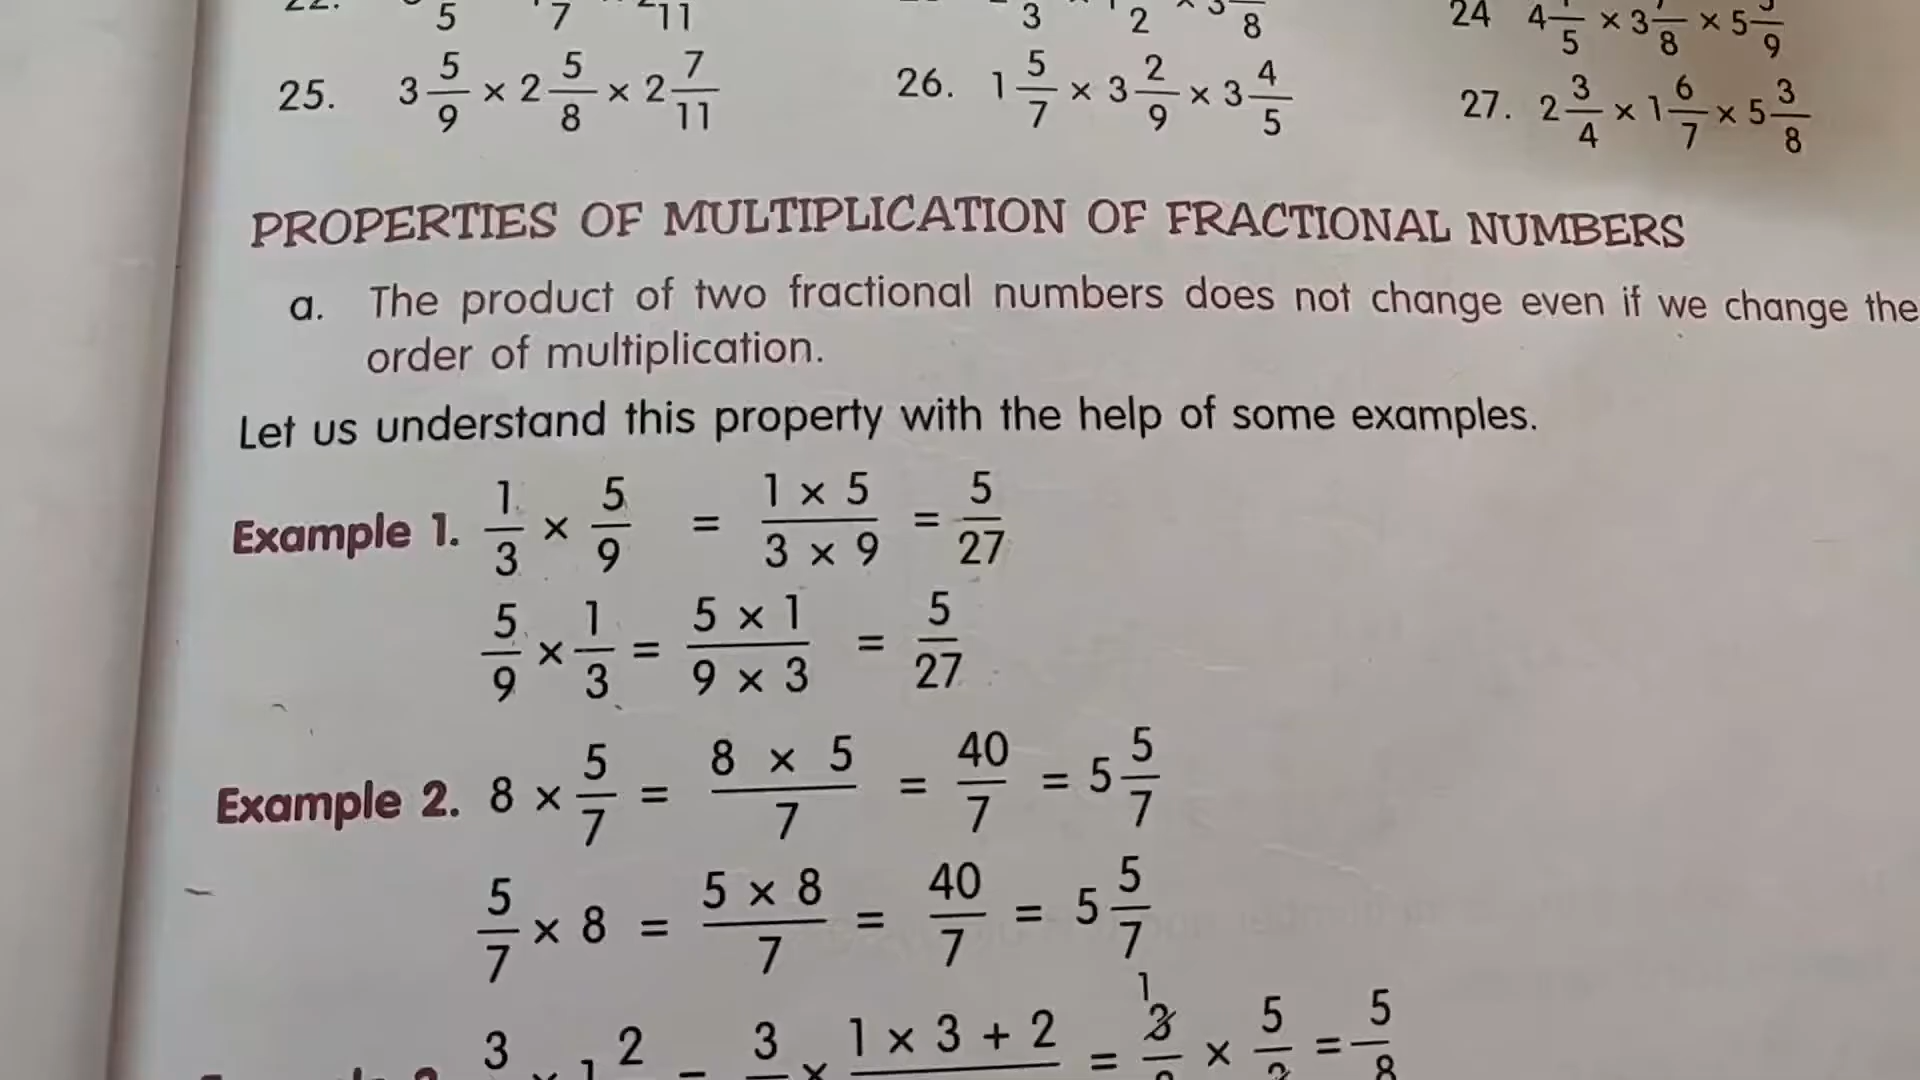 25. 3 5/9 × 2 5/8 × 2 7/11 26. 1 5/7 × 3 2/9 × 3 4/5 27. 2 3/4 × 1 6/7 × 5 3/8
PROPERTIES OF MULTIPLICATION OF FRACTIONAL NUMBERS
a. The product of two fractional numbers does not change even if we change the
order of multiplication.
Let us understand this property with the help of some examples.
Example 1. 1/3 × 5/9 = (1 × 5)/(3 × 9) = 5/27
5/9 × 1/3 = (5 × 1)/(9 × 3) = 5/27
Example 2. 8 × 5/7 = (8 × 5)/7 = 40/7 = 5 5/7
5/7 × 8 = (5 × 8)/7 = 40/7 = 5 5/7